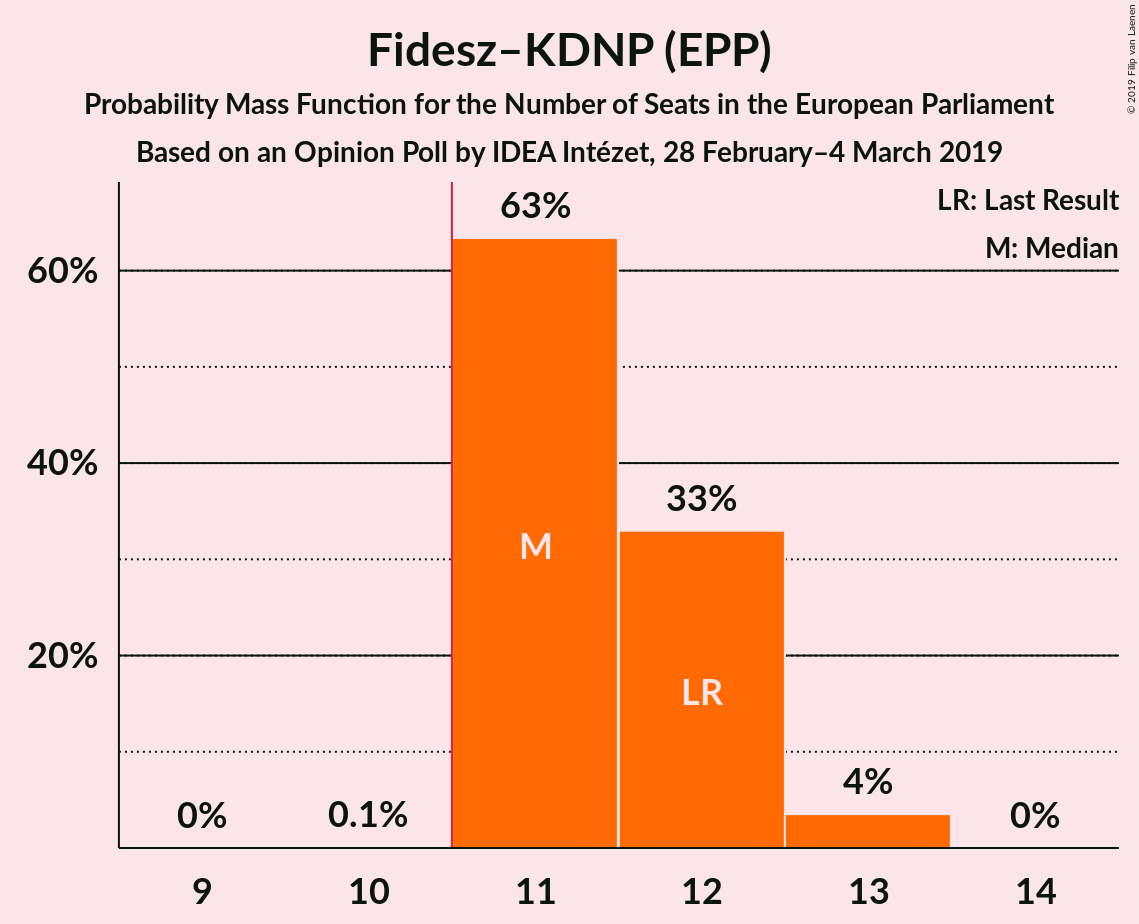 Fidesz–KDNP (EPP)
Probability Mass Function for the Number of Seats in the European Parliament
Based on an Opinion Poll by IDEA Intézet, 28 February–4 March 2019
© 2019 Filip van Laenen
LR: Last Result
M: Median
63%
60%
40%
33%
M
20%
LR
4%
0%
0.1%
0%
9
10
11
12
13
14